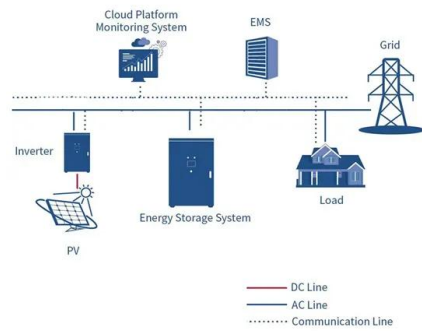 Cloud Platform
Monitoring System
EMS
Grid
Inverter
Energy Storage System
Load
PV
DC Line
AC Line
Communication Line